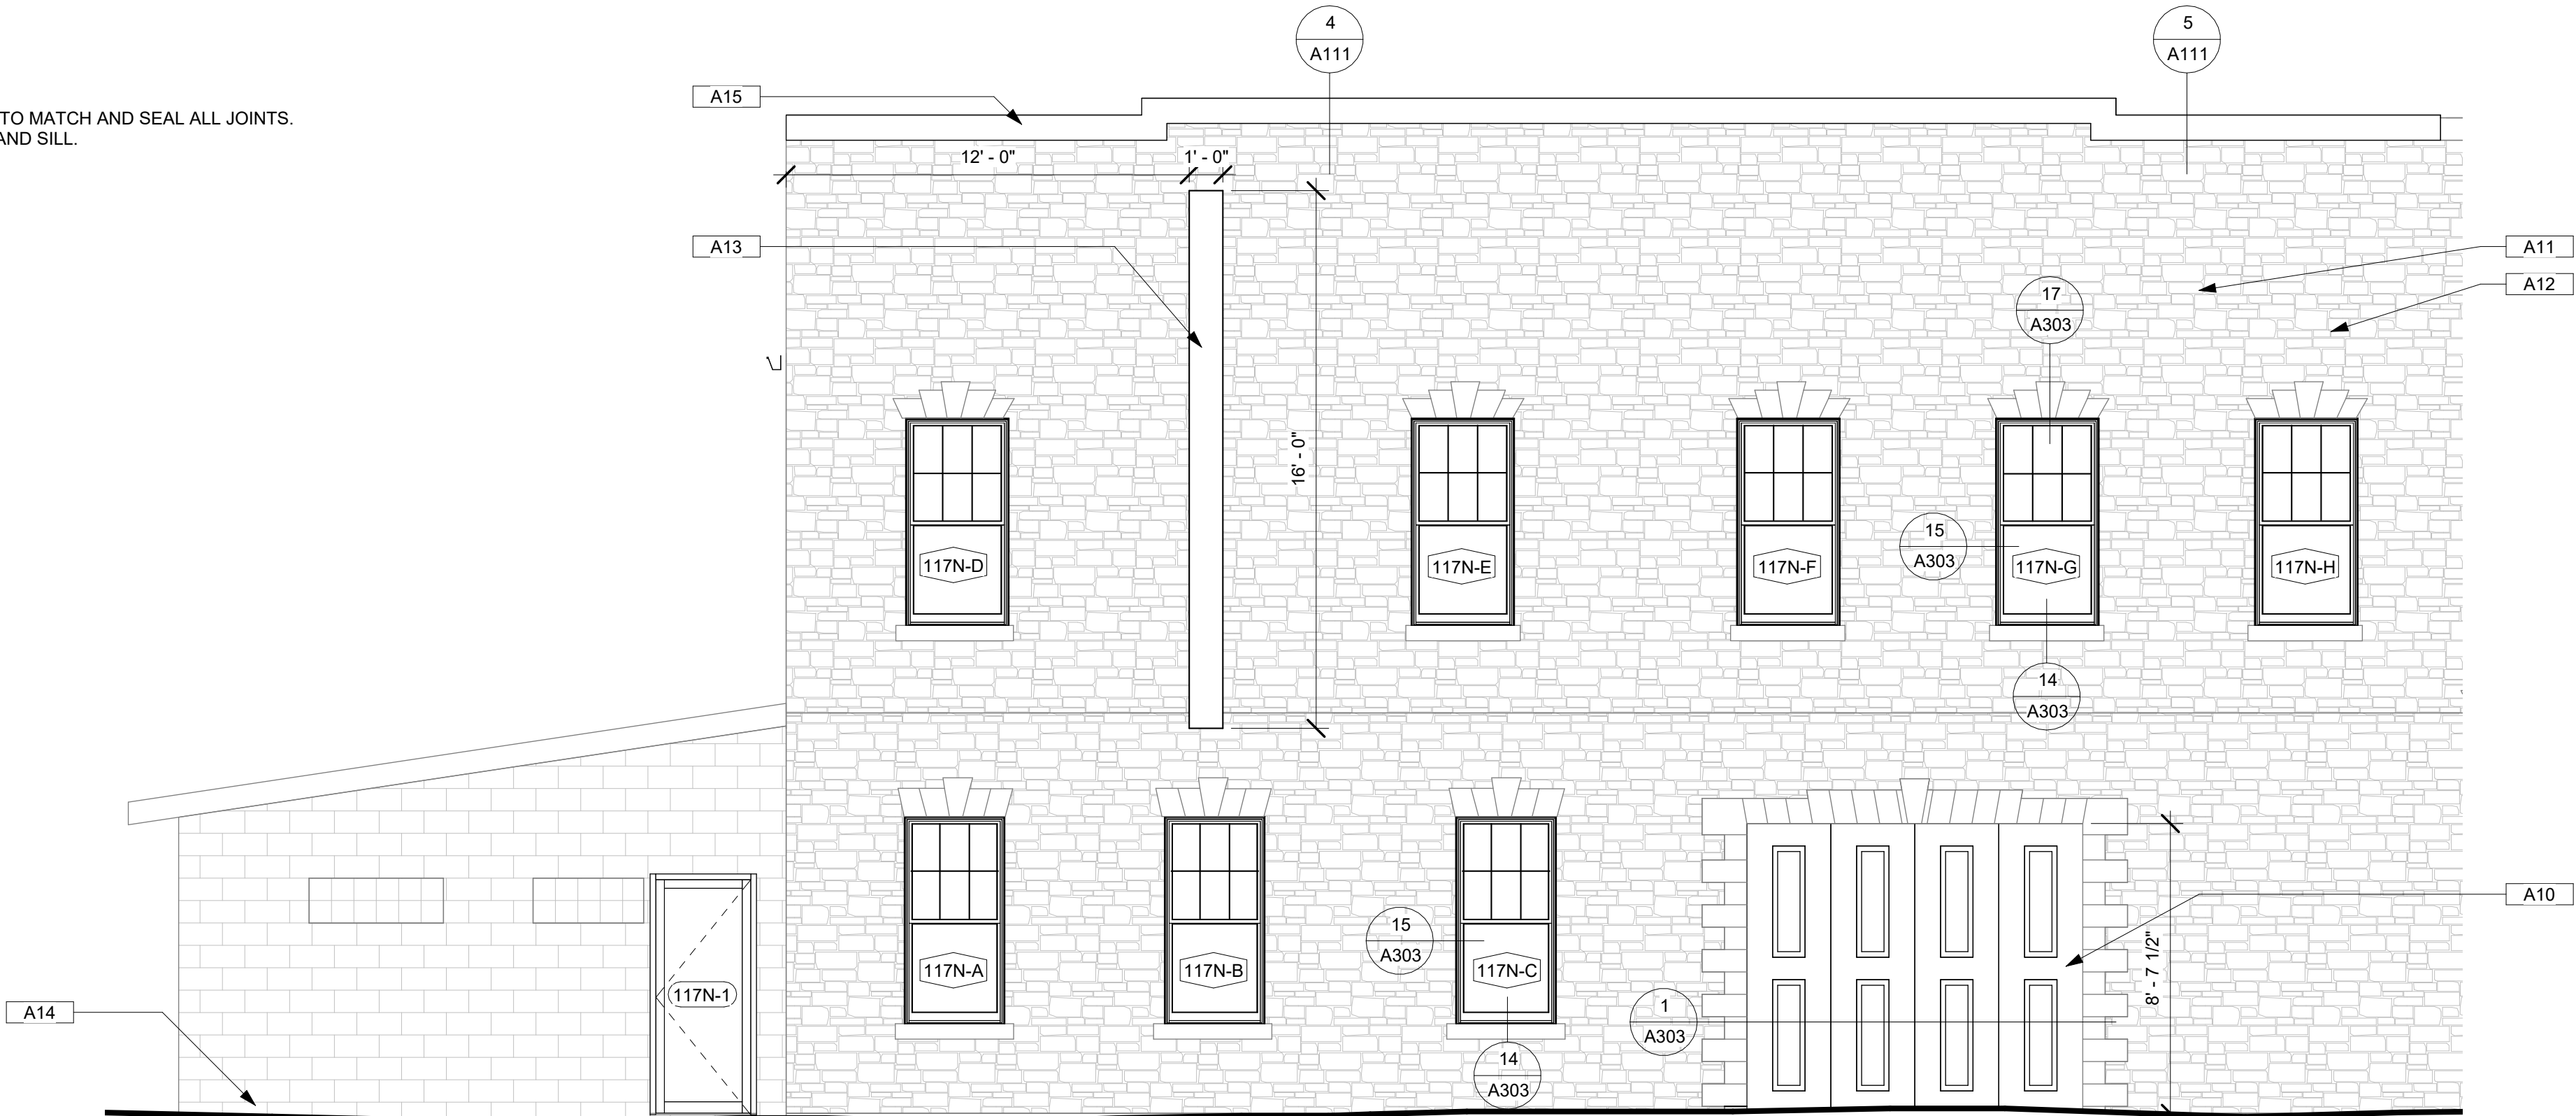 4
A111
5
A111
A15
TO MATCH AND SEAL ALL JOINTS.
AND SILL.
12' - 0"
1' - 0"
A13
A11
A12
17
A303
16' - 0"
15
A303
117N-D
117N-E
117N-F
117N-G
117N-H
14
A303
A10
15
A303
8' - 7 1/2"
117N-A
117N-B
117N-C
117N-1
1
A303
A14
14
A303